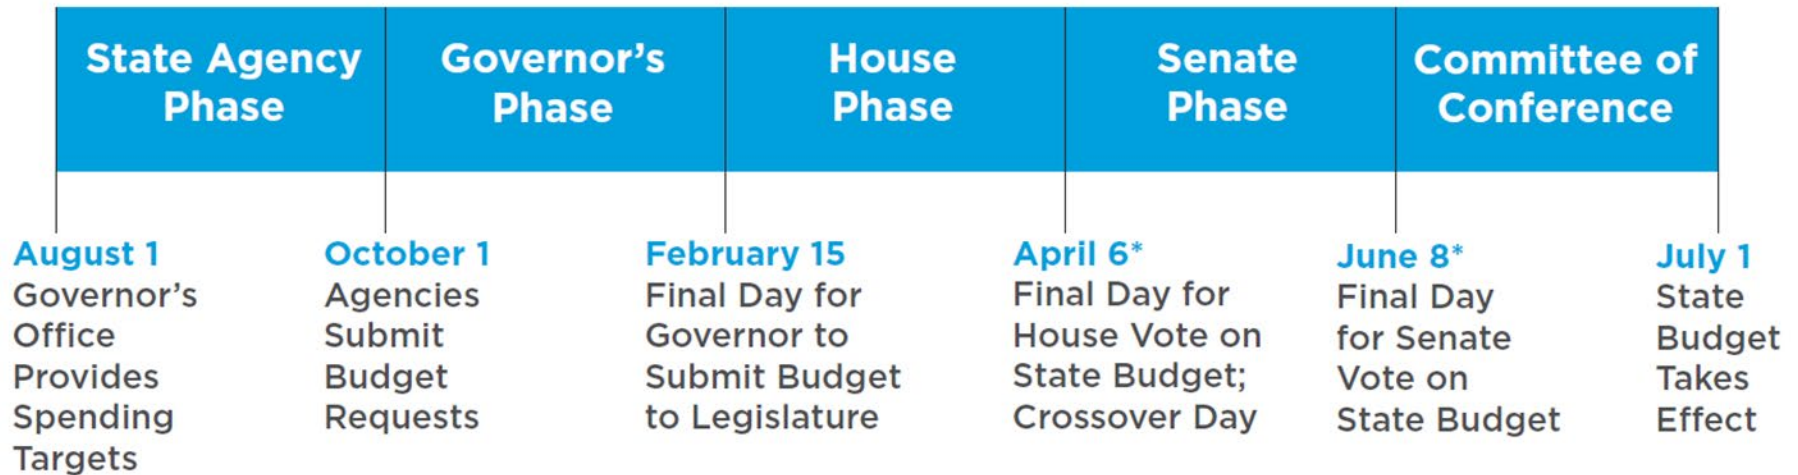 State Agency
Phase
Governor's
Phase
House
Phase
Senate
Phase
Committee of
Conference
August 1
Governor's
Office
Provides
Spending
Targets
October 1
Agencies
Submit
Budget
Requests
February 15
Final Day for
Governor to
Submit Budget
to Legislature
April 6*
Final Day for
House Vote on
State Budget;
Crossover Day
June 8*
Final Day
for Senate
Vote on
State Budget
July 1
State
Budget
Takes
Effect